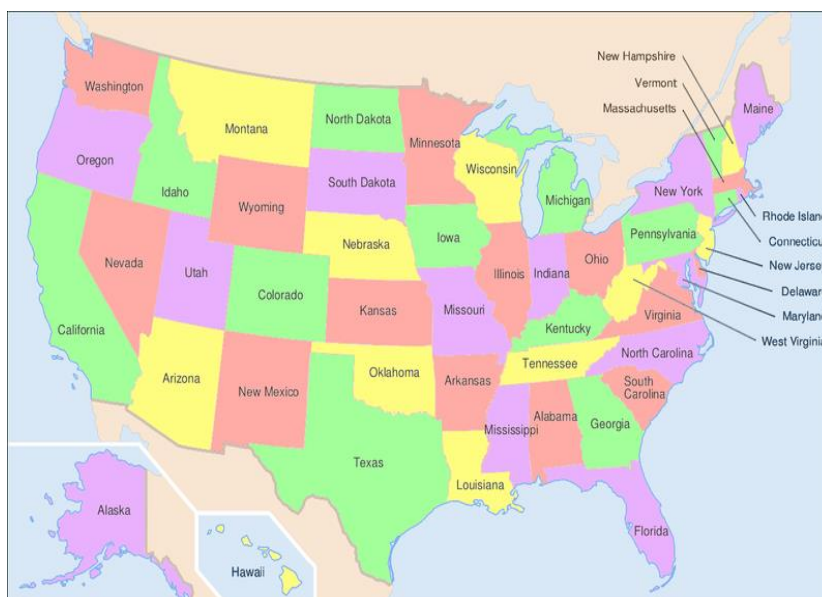 New Hampshire
Vermont
Massachusetts
Washington
Montana
North Dakota
Minnesota
Maine
Oregon
Idaho
South Dakota
Wisconsin
Michigan
New York
Wyoming
Rhode Island
Connecticu
Pennsylvania
Nebraska
Iowa
Illinois
Indiana
Ohio
New Jersey
Nevada
Utah
Colorado
Kansas
Missouri
Kentucky
Virginia
Delawar
Maryland
West Virginia
California
Arizona
New Mexico
Oklahoma
Arkansas
Tennessee
North Carolina
South
Carolina
Texas
Louisiana
Mississippi
Alabama
Georgia
Florida
Alaska
Hawaii